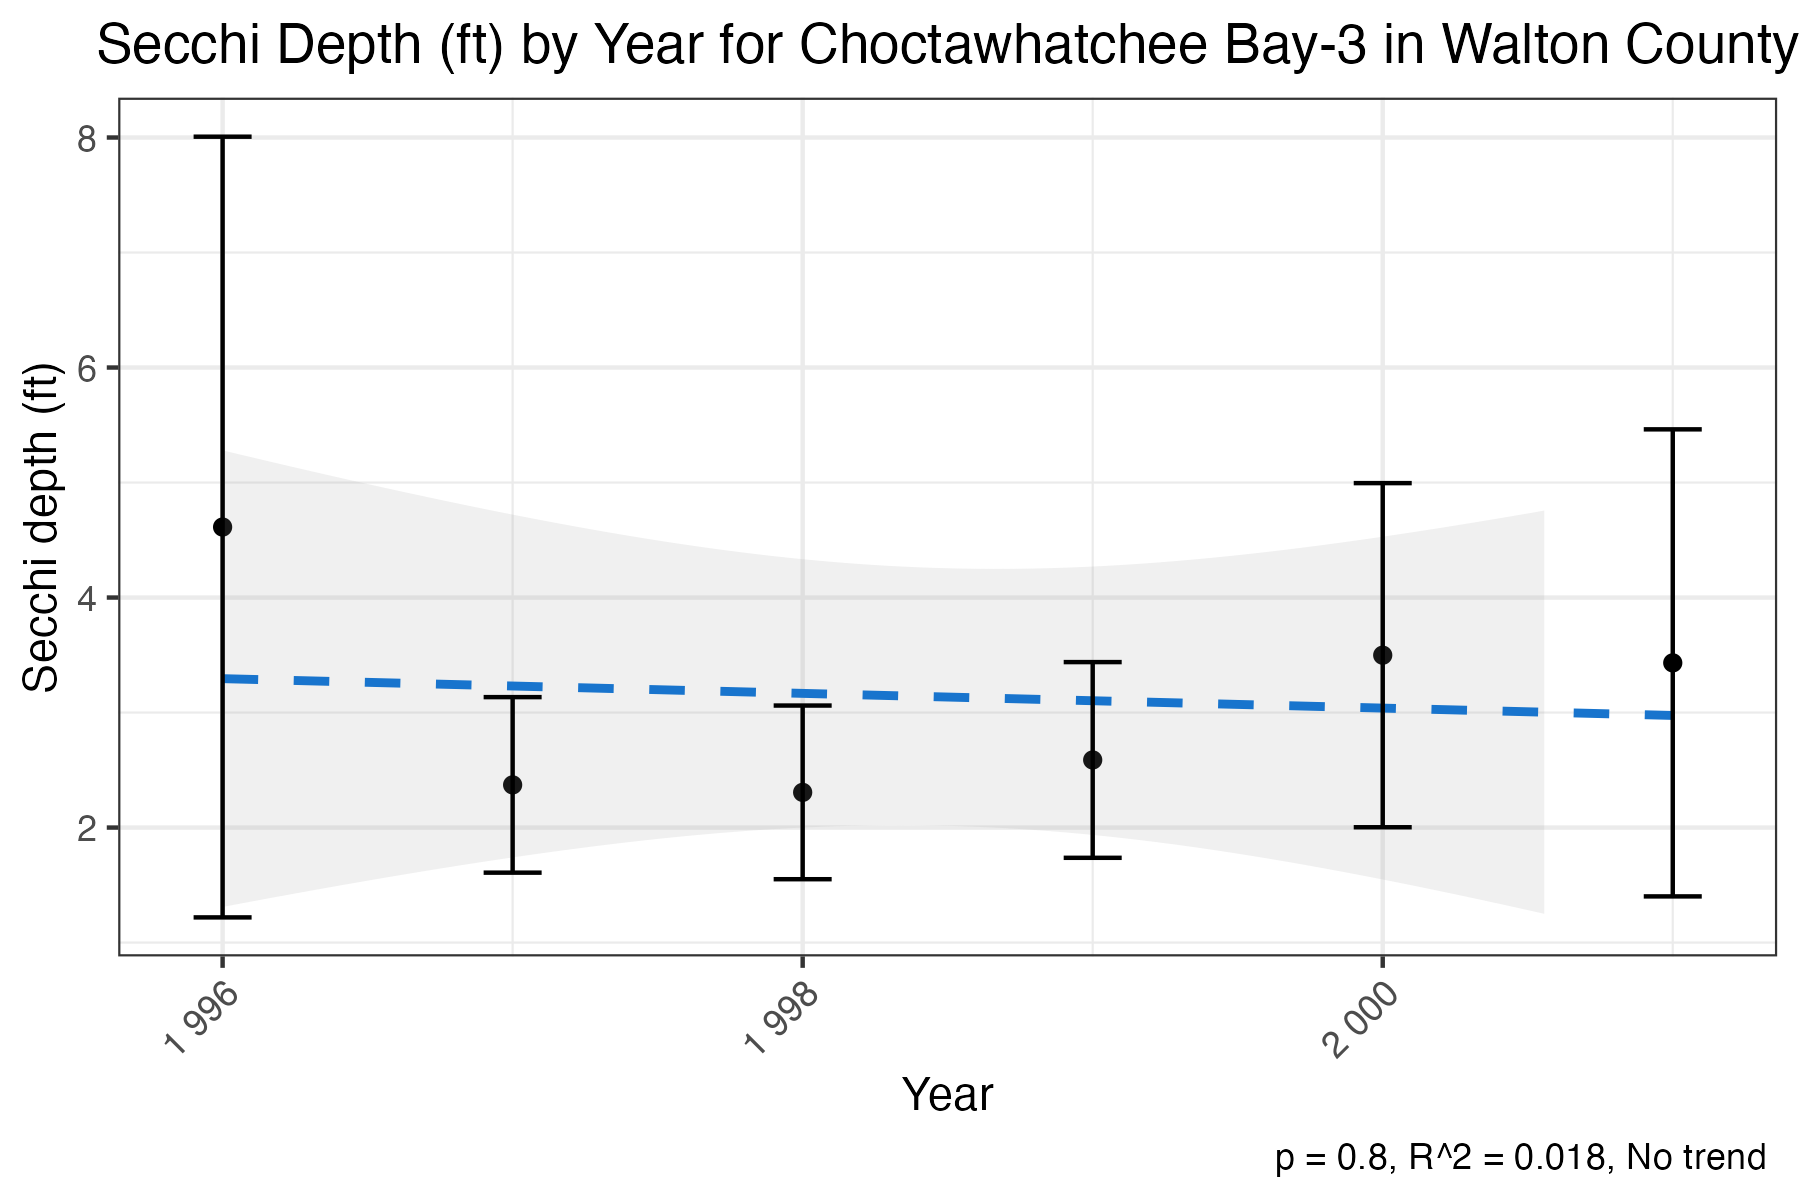 Secchi Depth (ft) by Year for Choctawhatchee Bay-3 in Walton County
Secchi depth (ft)
8
6
4
2
1 996
1 998
2 000
Year
p = 0.8, R^2 = 0.018, No trend